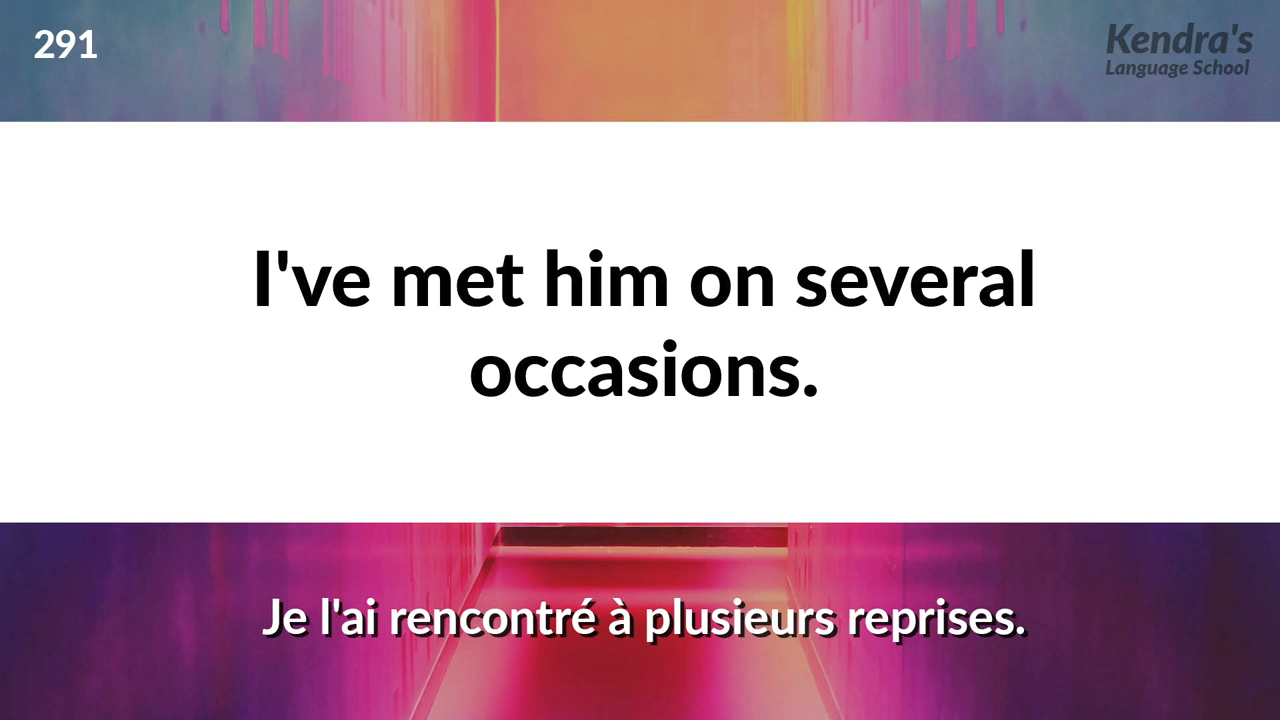 291
Kendra's
Language School
I've met him on several
occasions.
Je l'ai rencontré à plusieurs reprises.